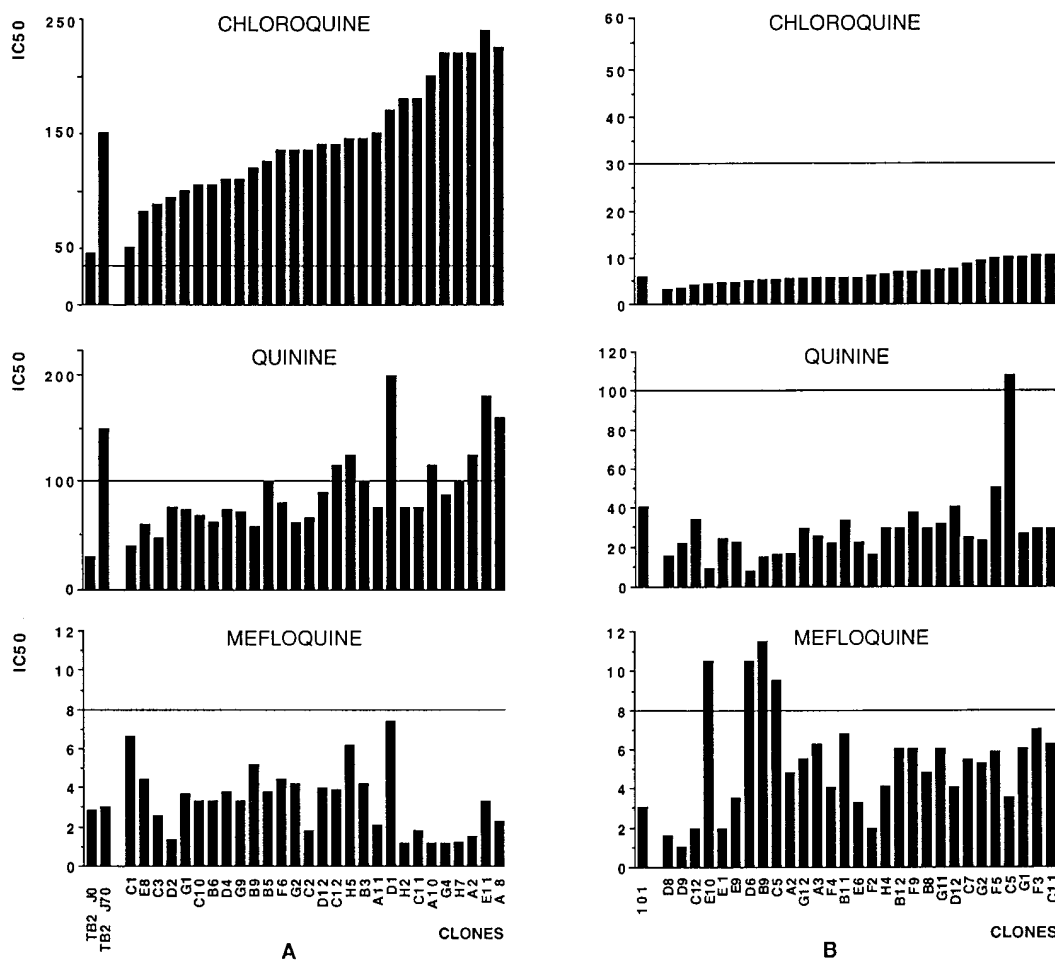 IC50
CHLOROQUINE
250
150
50
0
CHLOROQUINE
60
50
40
30
20
10
0
IC50
QUININE
200
100
0
QUININE
120
100
80
60
40
20
0
IC50
MEFLOQUINE
12
10
8
6
4
2
0
MEFLOQUINE
12
10
8
6
4
2
0
TB2 J0
TB2 J70
C1
E8
C3
D2
G1
C10
B6
D4
G9
B9
B5
F6
G2
C2
D12
C12
H5
B3
A11
D1
H2
C11
A10
G4
H7
A2
E11
A 8
CLONES
A
101
D8
D9
C12
E10
E 1
E9
D6
B9
C5
A2
G12
A3
F4
B11
E6
F2
H4
B12
F9
B8
G11
D12
C7
G2
F5
C5
G1
F3
C11
CLONES
B